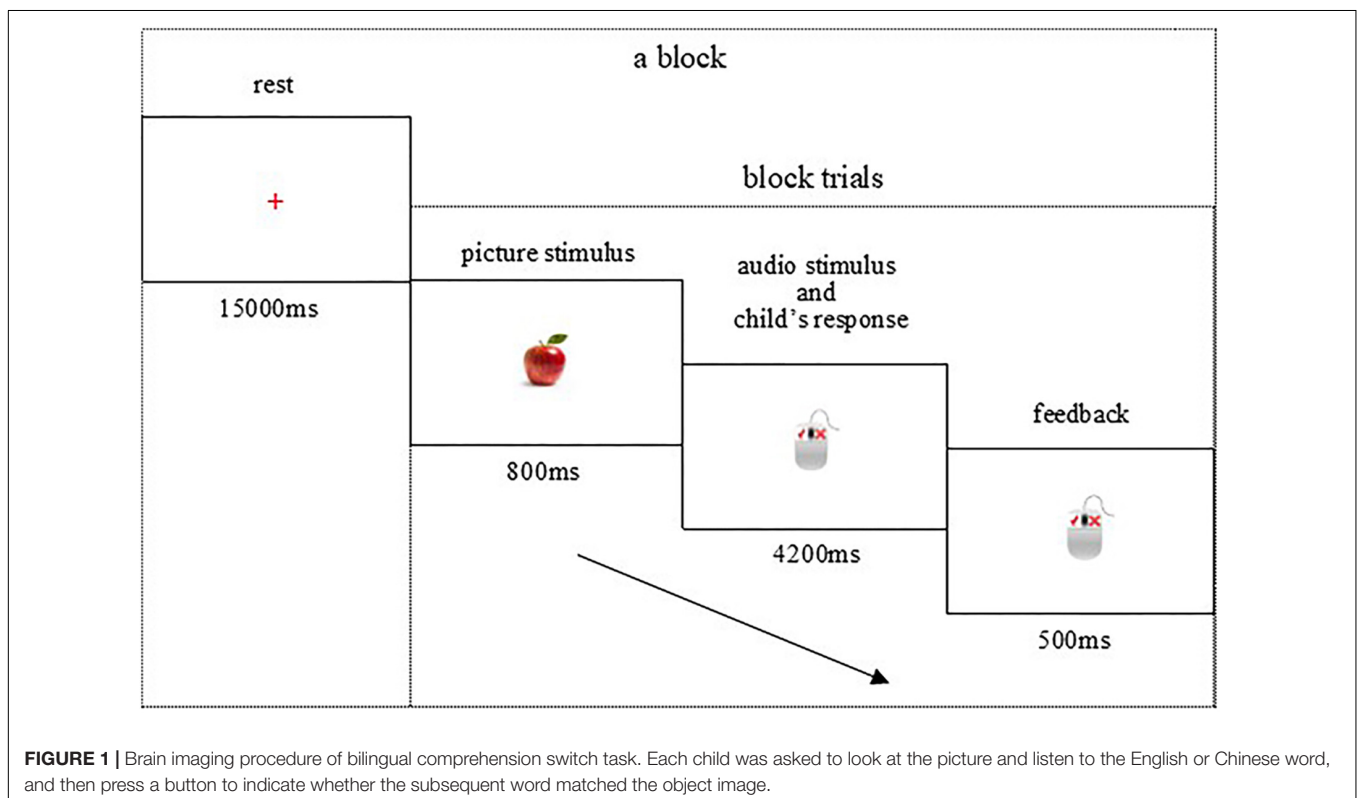 a block
rest
block trials
picture stimulus
audio stimulus
and
child's response
15000ms
feedback
800ms
4200ms
500ms
FIGURE 1 | Brain imaging procedure of bilingual comprehension switch task. Each child was asked to look at the picture and listen to the English or Chinese word,
and then press a button to indicate whether the subsequent word matched the object image.